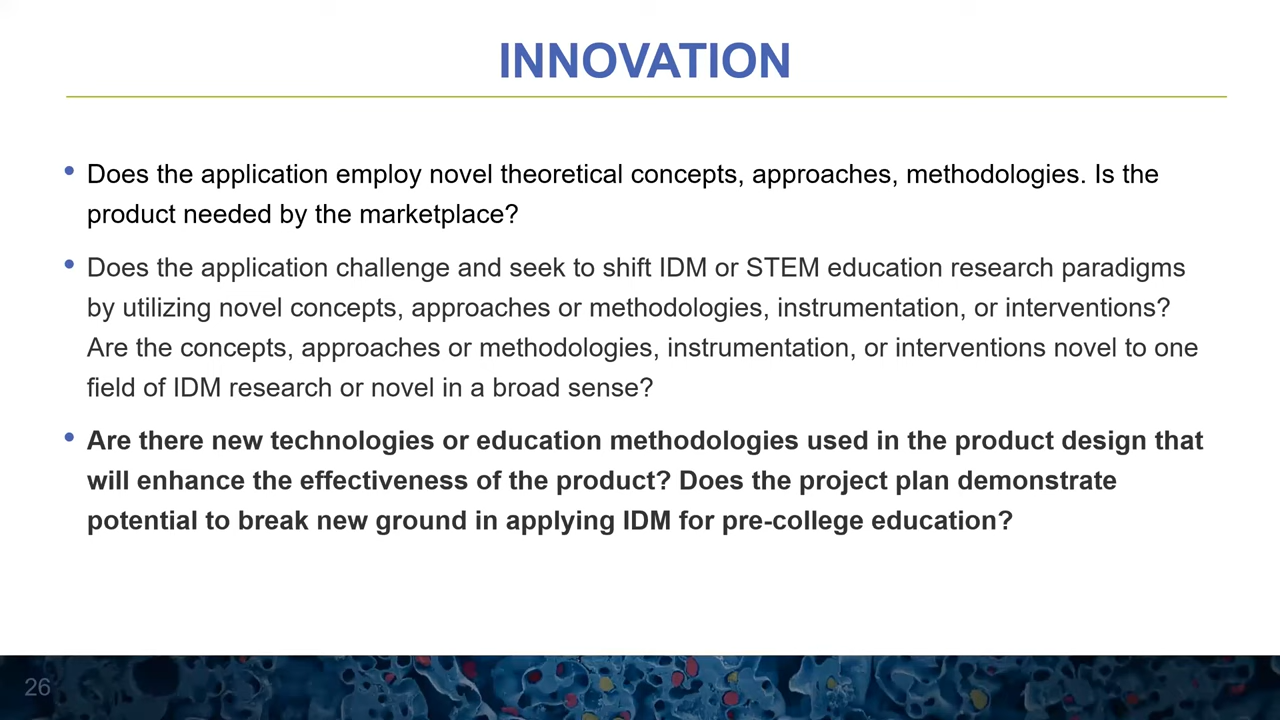 INNOVATION
• Does the application employ novel theoretical concepts, approaches, methodologies. Is the
product needed by the marketplace?
• Does the application challenge and seek to shift IDM or STEM education research paradigms
by utilizing novel concepts, approaches or methodologies, instrumentation, or interventions?
Are the concepts, approaches or methodologies, instrumentation, or interventions novel to one
field of IDM research or novel in a broad sense?
• Are there new technologies or education methodologies used in the product design that
will enhance the effectiveness of the product? Does the project plan demonstrate
potential to break new ground in applying IDM for pre-college education?
26